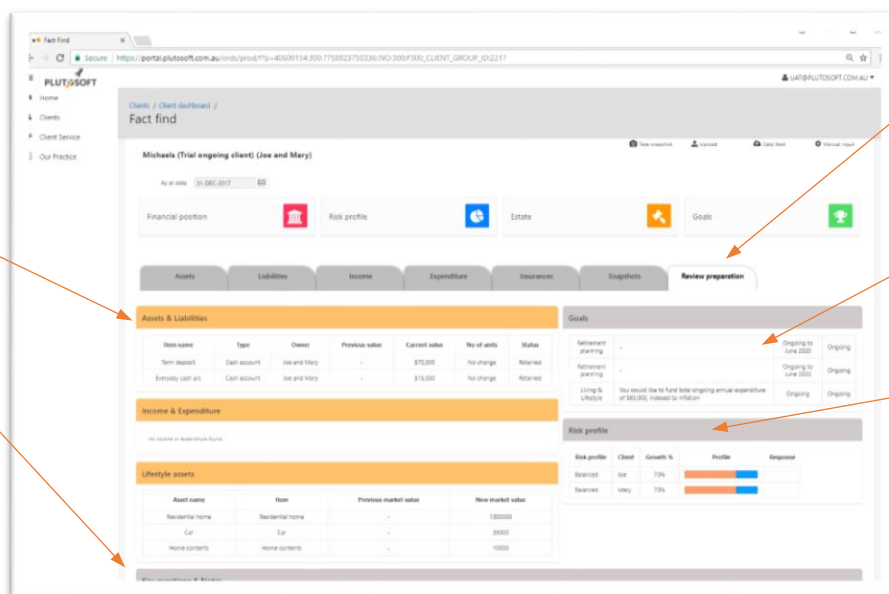 Fact Find
Secure | https://portal.plutosoft.com.au/ords/prod/f?p=
PLUTOSOFT
UAT@PLUTOSOFT.COM.AU
Home
Clients
Client Service
Our Practice
Clients / Client dashboard /
Fact find
Take snapshot Upload Data feed Manual input
Michaels (Trial ongoing client) (Joe and Mary)
As at date 31-DEC-2017
Financial position Risk profile Estate Goals
Assets Liabilities Income Expenditure Insurances Snapshots Review preparation
Assets & Liabilities
Item name Type Owner Previous value Current value No of units Status
Term deposit Cash account Joe and Mary - $70,000 No change Retained
Everyday cash a/c Cash account Joe and Mary - $15,000 No change Retained
Income & Expenditure
No income or expenditure found
Lifestyle assets
Asset name Item Previous market value New market value
Residential home Residential home - 1000000
Car Car -
Home contents Home contents - 10000
Key questions & Notes
Goals
Retirement planning - Ongoing to June 2020 Ongoing
Retirement planning - Ongoing to June 2020 Ongoing
Living & Lifestyle You would like to fund total ongoing annual expenditure
of $65,000, indexed to inflation Ongoing Ongoing
Risk profile
Risk profile Client Growth % Profile Response
Balanced Joe 70%
Balanced Mary 70%